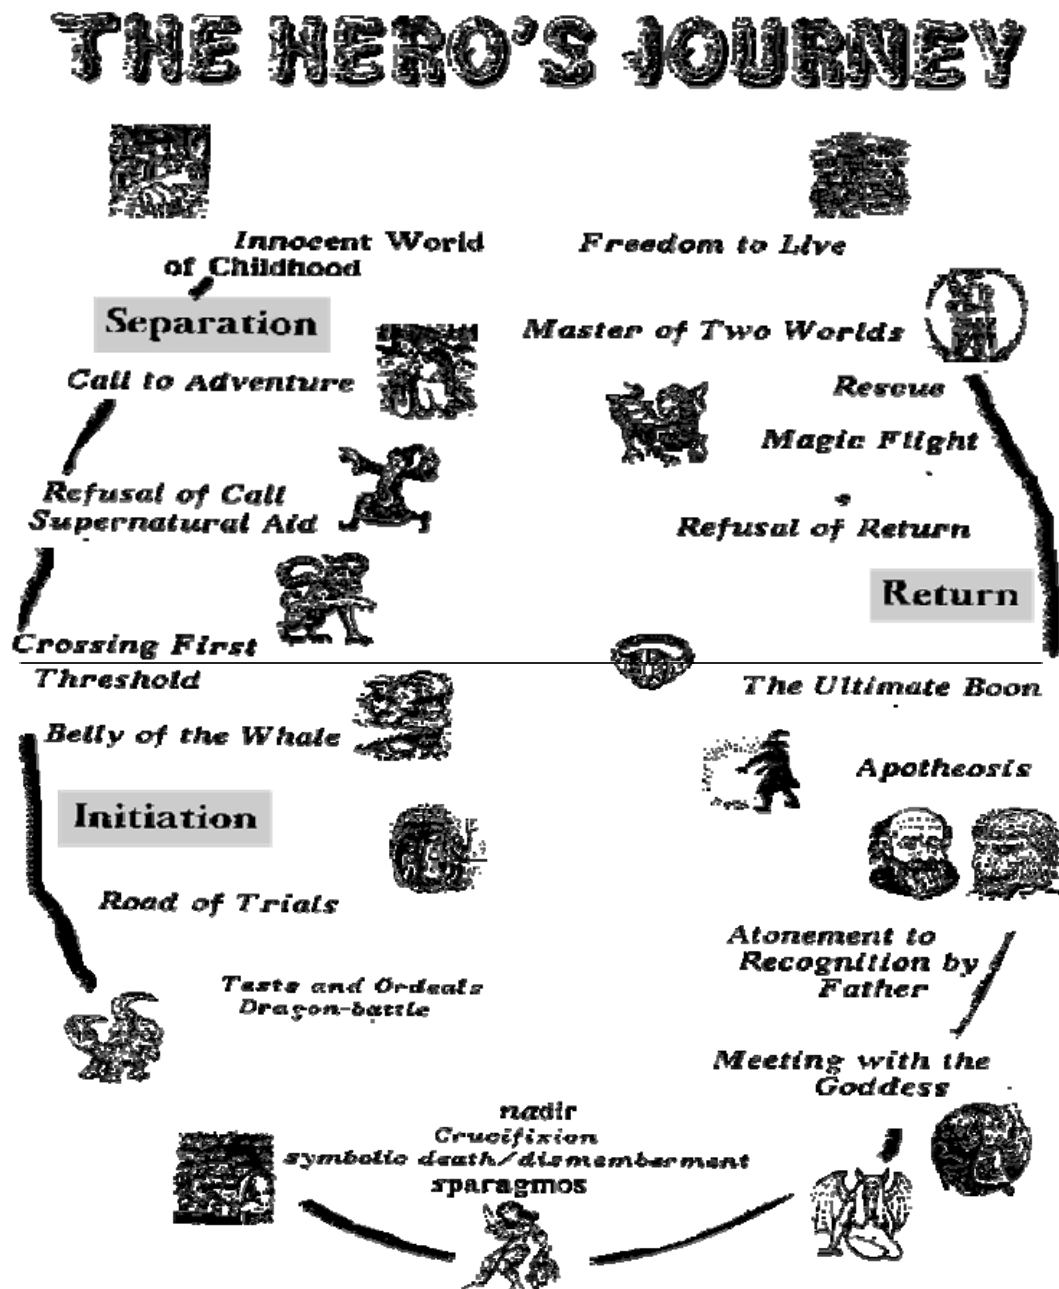 THE HERO'S JOURNEY
Innocent World
of Childhood
Separation
Call to Adventure
Refusal of Call
Supernatural Aid
Crossing First
Threshold
Belly of the Whale
Initiation
Road of Trials
Tests and Ordeals
Dragon-battle
nadir
Crucifixion
symbolic death/dismemberment
sparagmos
Meeting with the
Goddess
Atonement to
Recognition by
Father
Apotheosis
The Ultimate Boon
Return
Refusal of Return
Magic Flight
Rescue
Master of Two Worlds
Freedom to Live